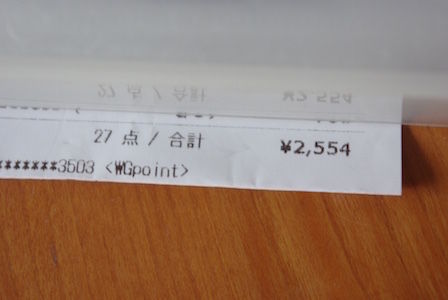 27 点 / 合計 ¥2,554
*******3503 <WGpoint>